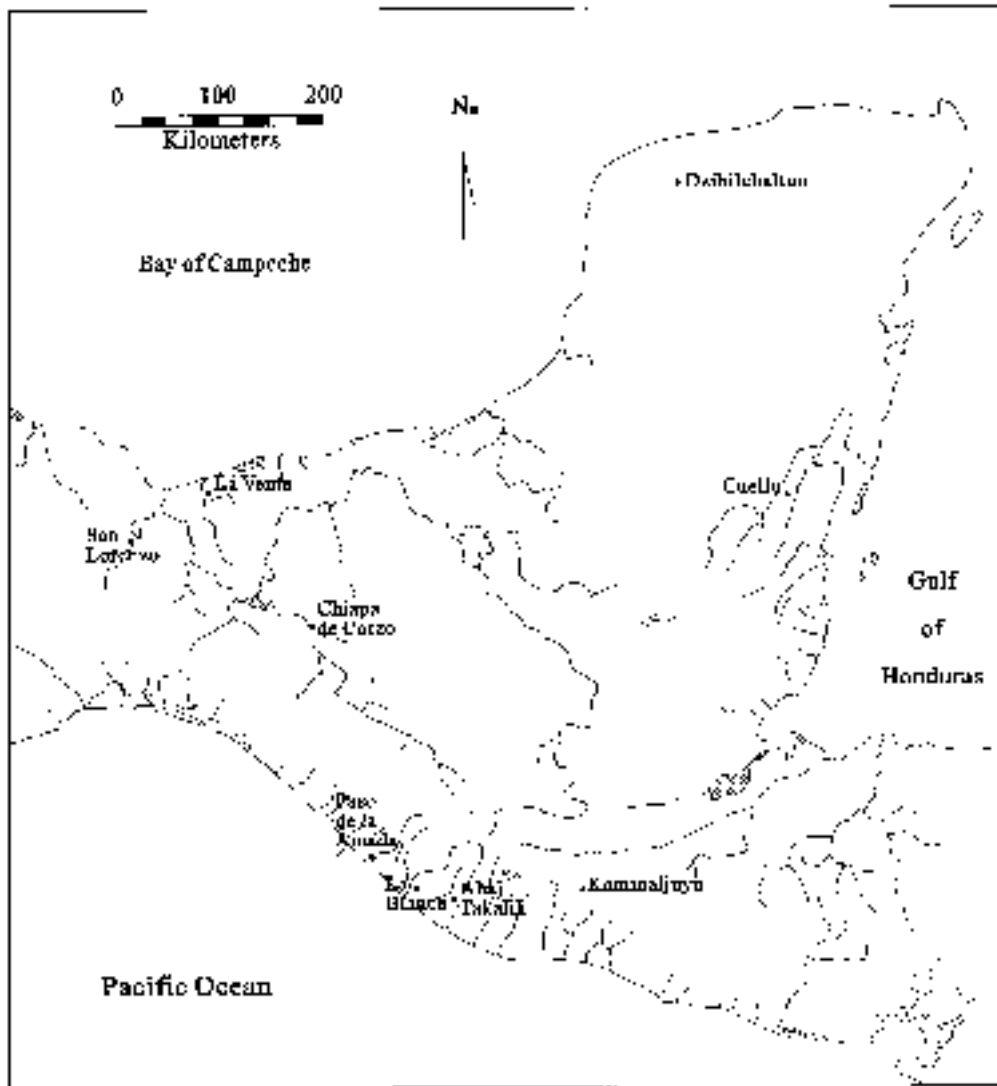 0 100 200
Kilometers
N
Dzibilchaltun
Bay of Campeche
La Venta
Cuello
San
Lorenzo
Gulf
of
Honduras
Chiapa
de Corzo
Paso
de la
Amada
La
Blanca
Abaj
Takalik
Kaminaljuyu
Pacific Ocean